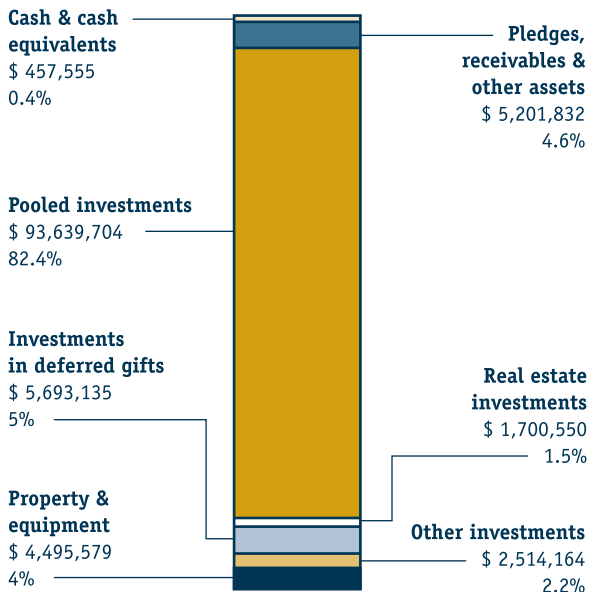 Cash & cash
equivalents
$ 457,555
0.4%
Pledges,
receivables &
other assets
$ 5,201,832
4.6%
Pooled investments
$ 93,639,704
82.4%
Investments
in deferred gifts
$ 5,693,135
5%
Real estate
investments
$ 1,700,550
1.5%
Property &
equipment
$ 4,495,579
4%
Other investments
$ 2,514,164
2.2%